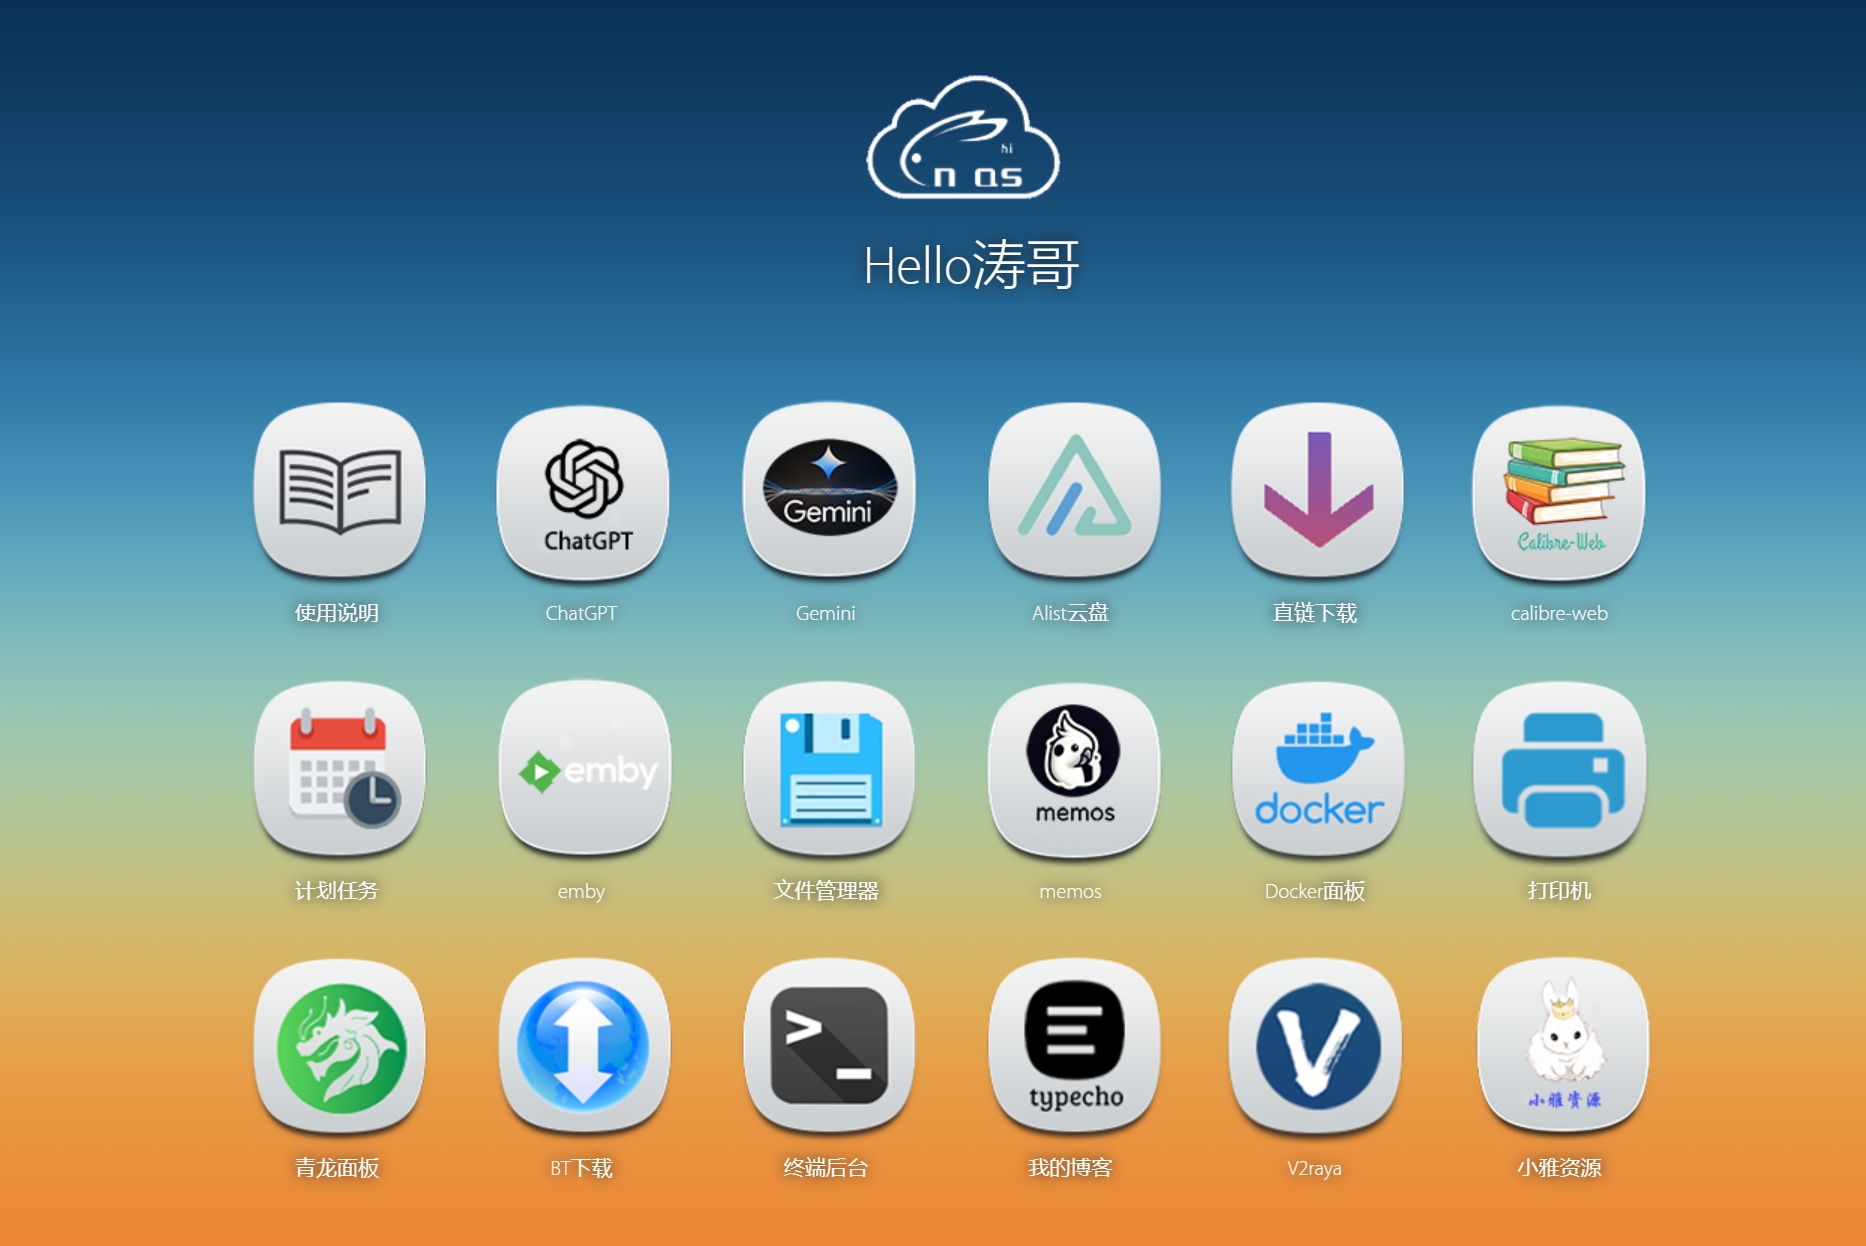 hi
nas
Hello涛哥
ChatGPT
Gemini
Calibre-Web
使用说明
ChatGPT
Gemini
Alist云盘
直链下载
calibre-web
emby
memos
docker
计划任务
emby
文件管理器
memos
Docker面板
打印机
>_
typecho
V
小雅资源
青龙面板
BT下载
终端后台
我的博客
V2raya
小雅资源